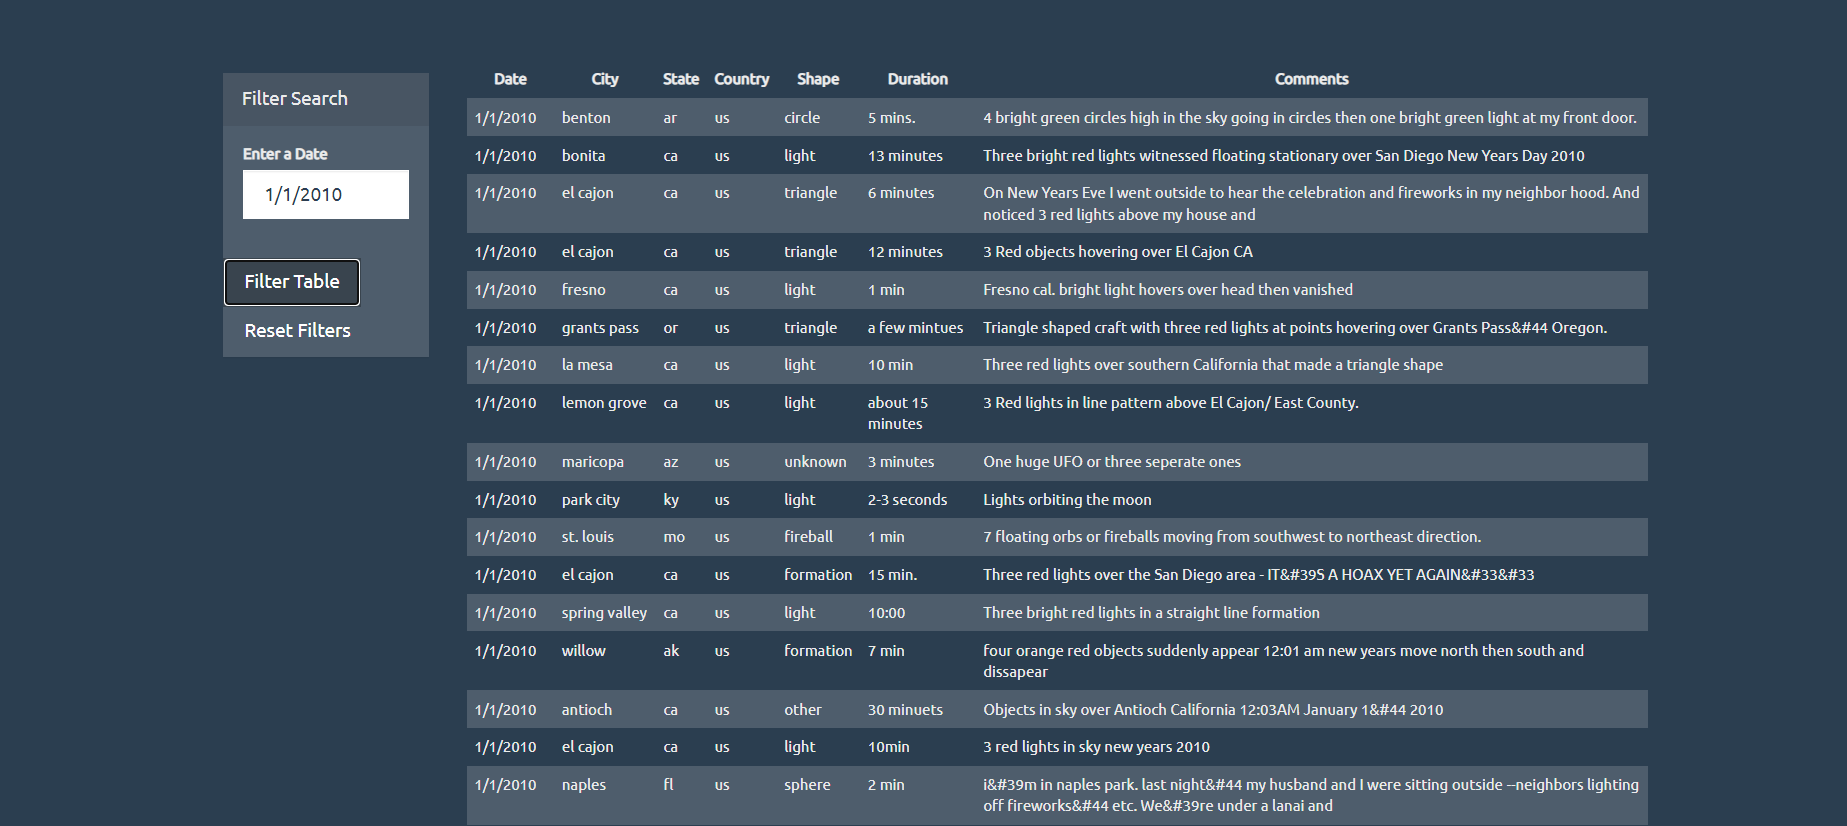 Filter Search
Enter a Date
1/1/2010
Filter Table
Reset Filters
Date City State Country Shape Duration Comments
1/1/2010 benton ar us circle 5 mins. 4 bright green circles high in the sky going in circles then one bright green light at my front door.
1/1/2010 bonita ca us light 13 minutes Three bright red lights witnessed floating stationary over San Diego New Years Day 2010
1/1/2010 el cajon ca us triangle 6 minutes On New Years Eve I went outside to hear the celebration and fireworks in my neighbor hood. And
noticed 3 red lights above my house and
1/1/2010 el cajon ca us triangle 12 minutes 3 Red objects hovering over El Cajon CA
1/1/2010 fresno ca us light 1 min Fresno cal. bright light hovers over head then vanished
1/1/2010 grants pass or us triangle a few mintues Triangle shaped craft with three red lights at points hovering over Grants Pass&#44 Oregon.
1/1/2010 la mesa ca us light 10 min Three red lights over southern California that made a triangle shape
1/1/2010 lemon grove ca us light about 15 3 Red lights in line pattern above El Cajon/ East County.
minutes
1/1/2010 maricopa az us unknown 3 minutes One huge UFO or three seperate ones
1/1/2010 park city ky us light 2-3 seconds Lights orbiting the moon
1/1/2010 st. louis mo us fireball 1 min 7 floating orbs or fireballs moving from southwest to northeast direction.
1/1/2010 el cajon ca us formation 15 min. Three red lights over the San Diego area - IT&#39S A HOAX YET AGAIN&#33&#33
1/1/2010 spring valley ca us light 10:00 Three bright red lights in a straight line formation
1/1/2010 willow ak us formation 7 min four orange red objects suddenly appear 12:01 am new years move north then south and
dissapear
1/1/2010 antioch ca us other 30 minuets Objects in sky over Antioch California 12:03AM January 1&#44 2010
1/1/2010 el cajon ca us light 10min 3 red lights in sky new years 2010
1/1/2010 naples fl us sphere 2 min i&#39m in naples park. last night&#44 my husband and I were sitting outside --neighbors lighting
off fireworks&#44 etc. We&#39re under a lanai and